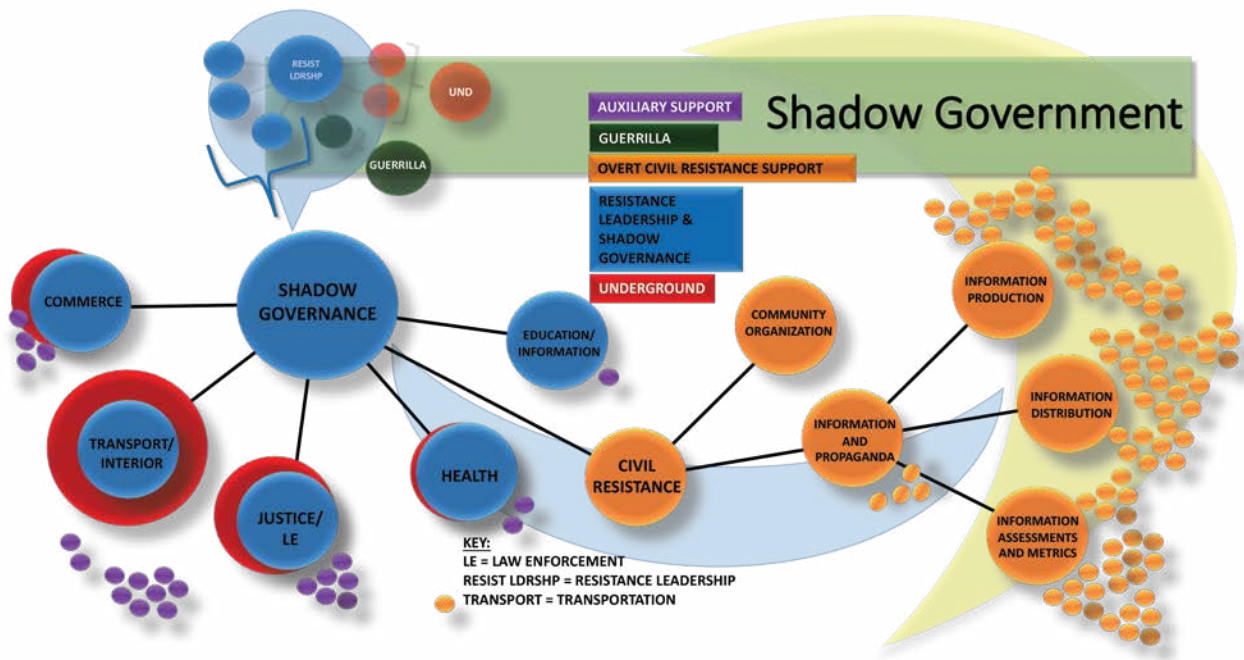 RESIST
LDRSHP
UND
GUERRILLA
AUXILIARY SUPPORT
GUERRILLA
OVERT CIVIL RESISTANCE SUPPORT
RESISTANCE
LEADERSHIP &
SHADOW
GOVERNANCE
UNDERGROUND
Shadow Government
COMMERCE
SHADOW
GOVERNANCE
EDUCATION/
INFORMATION
COMMUNITY
ORGANIZATION
INFORMATION
PRODUCTION
TRANSPORT/
INTERIOR
JUSTICE/
LE
HEALTH
CIVIL
RESISTANCE
INFORMATION
AND
PROPAGANDA
INFORMATION
DISTRIBUTION
INFORMATION
ASSESSMENTS
AND METRICS
KEY:
LE = LAW ENFORCEMENT
RESIST LDRSHP = RESISTANCE LEADERSHIP
TRANSPORT = TRANSPORTATION